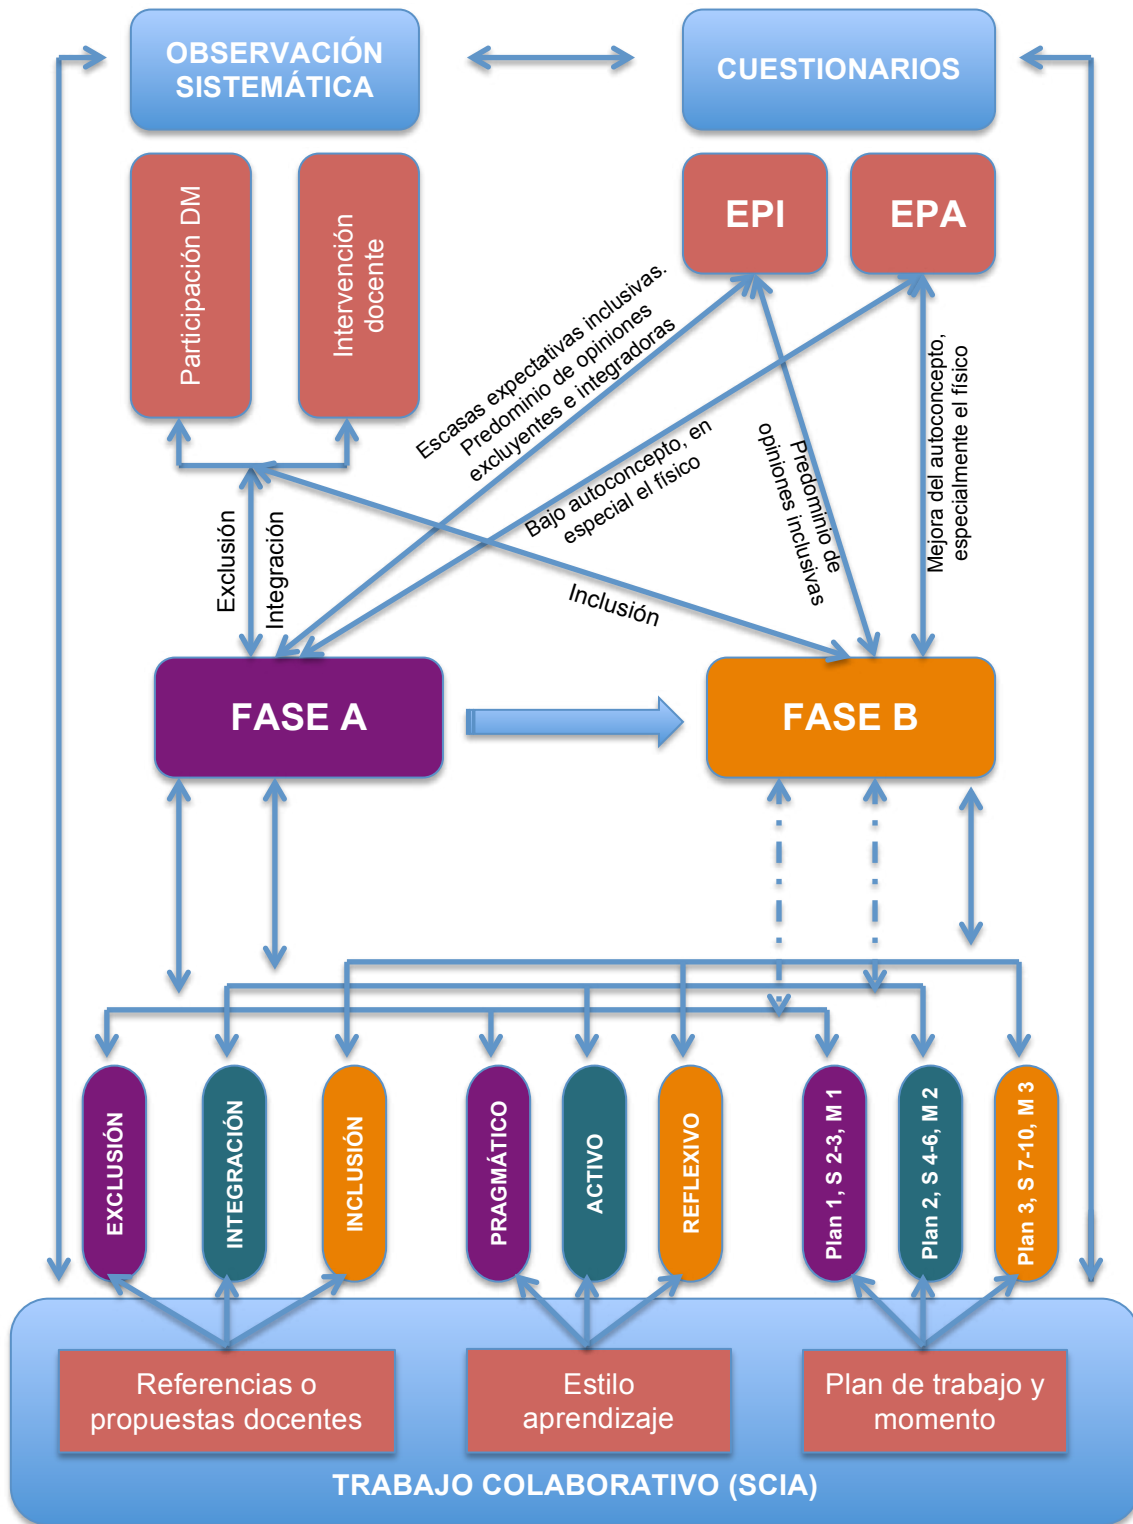 OBSERVACIÓN
SISTEMÁTICA
CUESTIONARIOS
Participación DM
Intervención
docente
EPI
EPA
Escasas expectativas inclusivas.
Predominio de opiniones
excluyentes e integradoras
Bajo autoconcepto, en
especial el físico
Predominio de
opiniones inclusivas
Mejora del autoconcepto,
especialmente el físico
Exclusión
Integración
Inclusión
FASE A
FASE B
EXCLUSIÓN
INTEGRACIÓN
INCLUSIÓN
PRAGMÁTICO
ACTIVO
REFLEXIVO
Plan 1, S 2-3, M 1
Plan 2, S 4-6, M 2
Plan 3, S 7-10, M 3
Referencias o
propuestas docentes
Estilo
aprendizaje
Plan de trabajo y
momento
TRABAJO COLABORATIVO (SCIA)